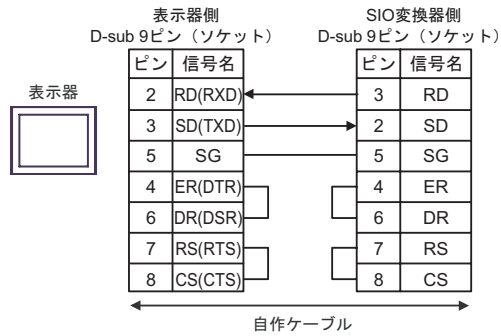 表示器側
D-sub 9ピン（ソケット）
SIO変換器側
D-sub 9ピン（ソケット）
表示器
ピン 信号名 ピン 信号名
2 RD(RXD) 3 RD
3 SD(TXD) 2 SD
5 SG 5 SG
4 ER(DTR) 4 ER
6 DR(DSR) 6 DR
7 RS(RTS) 7 RS
8 CS(CTS) 8 CS
自作ケーブル